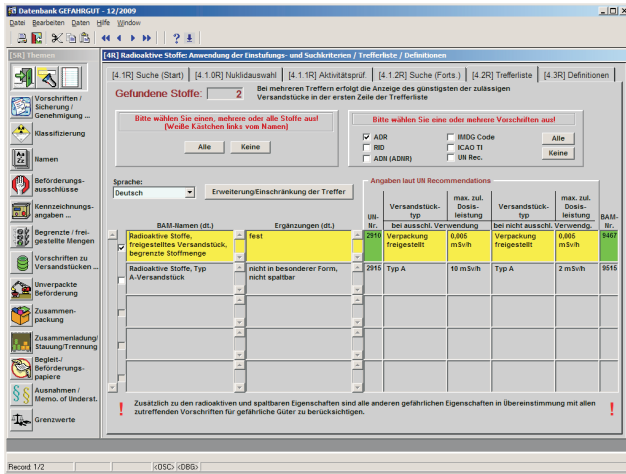 Datenbank GEFAHRGUT - 12/2009
Datei Bearbeiten Daten Hilfe Window
[5R] Themen
[4R] Radioaktive Stoffe: Anwendung der Einstufungs- und Suchkriterien / Trefferliste / Definitionen
[4.1R] Suche (Start) [4.1.0R] Nuklidauswahl [4.1.1R] Aktivitätsprüf. [4.1.2R] Suche (Forts.) [4.2R] Trefferliste [4.3R] Definitionen
Vorschriften /
Sicherung /
Genehmigung ...
Klassifizierung
Namen
Beförderungs-
ausschlüsse
Kennzeichnungs-
angaben ...
Begrenzte / frei-
gestellte Mengen
Vorschriften zu
Versandstücken ...
Unverpackte
Beförderung
Zusammen-
packung
Zusammenladung/
Stauung/Trennung
Begleit-/
Beförderungs-
papiere
Ausnahmen /
Memo. of Underst.
Grenzwerte
Gefundene Stoffe: 2
Bei mehreren Treffern erfolgt die
Anzeige des günstigsten der zulässigen
Versandstücke in der ersten Zeile der Trefferliste
Bitte wählen Sie einen, mehrere oder alle Stoffe aus!
(Weiße Kästchen links vom Namen)
Alle Keine
Bitte wählen Sie eine oder mehrere Vorschriften aus!
ADR IMDG Code Alle
RID ICAO TI
ADN (ADNR) UN Rec. Keine
Sprache:
Deutsch
Erweiterung/Einschränkung der Treffer
Angaben laut UN Recommendations
UN-
Nr.
Versandstück-
typ
max. zul.
Dosis-
leistung
Versandstück-
typ
max. zul.
Dosis-
leistung
BAM-
Nr.
BAM-Namen (dt.) Ergänzungen (dt.) bei ausschl. Verwendung bei nicht ausschl. Verwendg.
Radioaktive Stoffe,
freigestelltes Versandstück,
begrenzte Stoffmenge
fest
2910
Verpackung
freigestellt
0,005
mSv/h
Verpackung
freigestellt
0,005
mSv/h
9467
Radioaktive Stoffe, Typ
A-Versandstück
nicht in besonderer Form,
nicht spaltbar
2915 Typ A 10 mSv/h Typ A 2 mSv/h 9515
! Zusätzlich zu den radioaktiven und spaltbaren Eigenschaften sind alle anderen gefährlichen Eigenschaften in Übereinstimmung mit allen !
zutreffenden Vorschriften für gefährliche Güter zu berücksichtigen.
Record: 1/2 <OSC> <DBG>